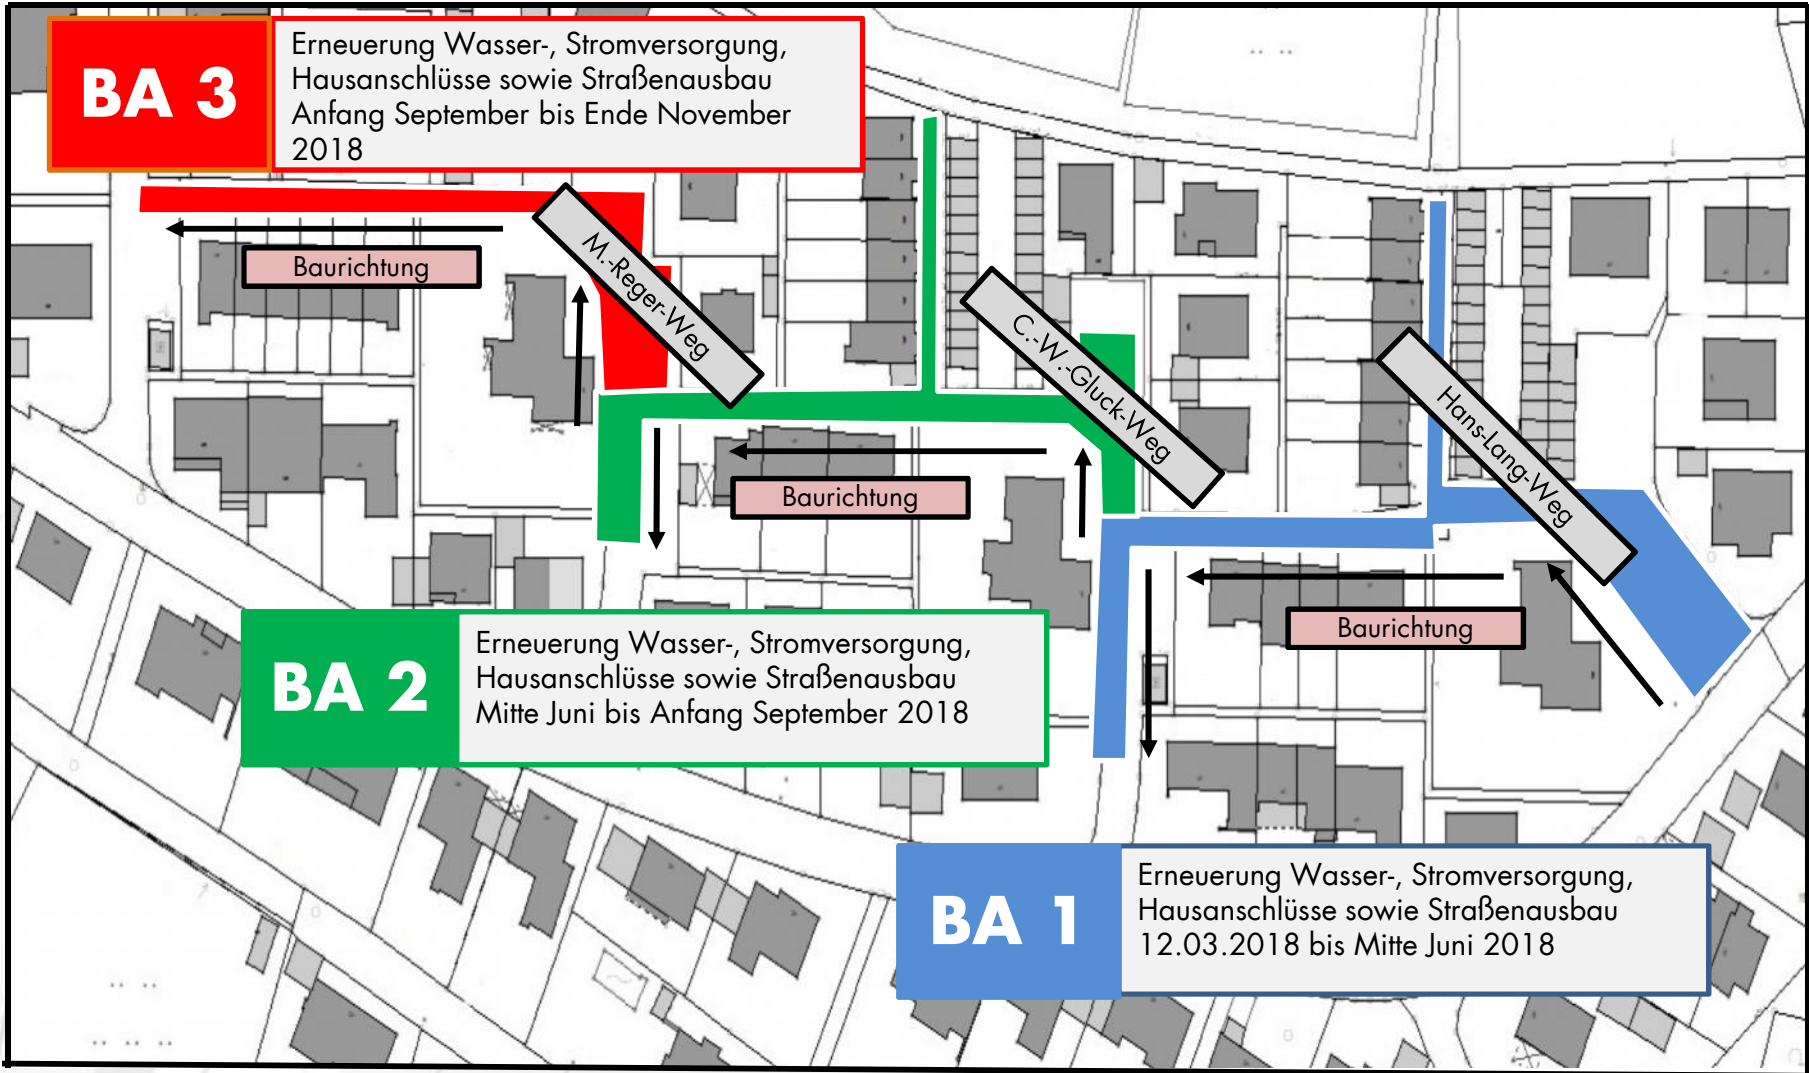 BA 3
Erneuerung Wasser-, Stromversorgung,
Hausanschlüsse sowie Straßenausbau
Anfang September bis Ende November
2018
M.-Reger-Weg
Baurichtung
C.-W.-Gluck-Weg
Hans-Lang-Weg
Baurichtung
Baurichtung
BA 2
Erneuerung Wasser-, Stromversorgung,
Hausanschlüsse sowie Straßenausbau
Mitte Juni bis Anfang September 2018
BA 1
Erneuerung Wasser-, Stromversorgung,
Hausanschlüsse sowie Straßenausbau
12.03.2018 bis Mitte Juni 2018